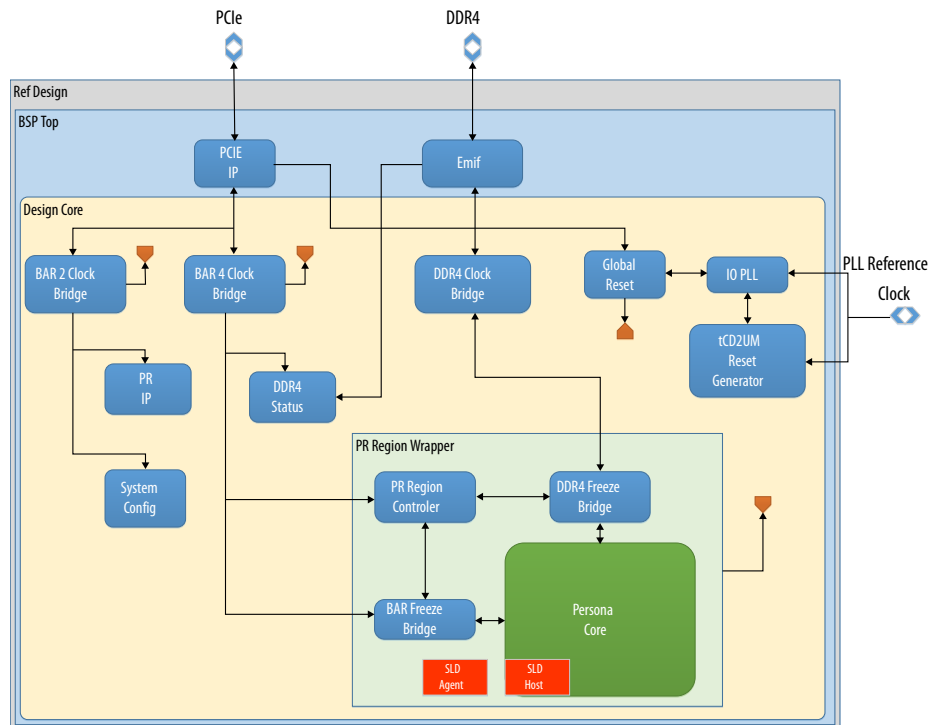 PCIe
DDR4
Ref Design
BSP Top
PCIE
IP
Emif
Design Core
BAR 2 Clock
Bridge
BAR 4 Clock
Bridge
DDR4 Clock
Bridge
Global
Reset
IO PLL
PLL Reference
Clock
tCD2UM
Reset
Generator
PR
IP
DDR4
Status
PR Region Wrapper
System
Config
PR Region
Controler
DDR4 Freeze
Bridge
BAR Freeze
Bridge
Persona
Core
SLD
Agent
SLD
Host